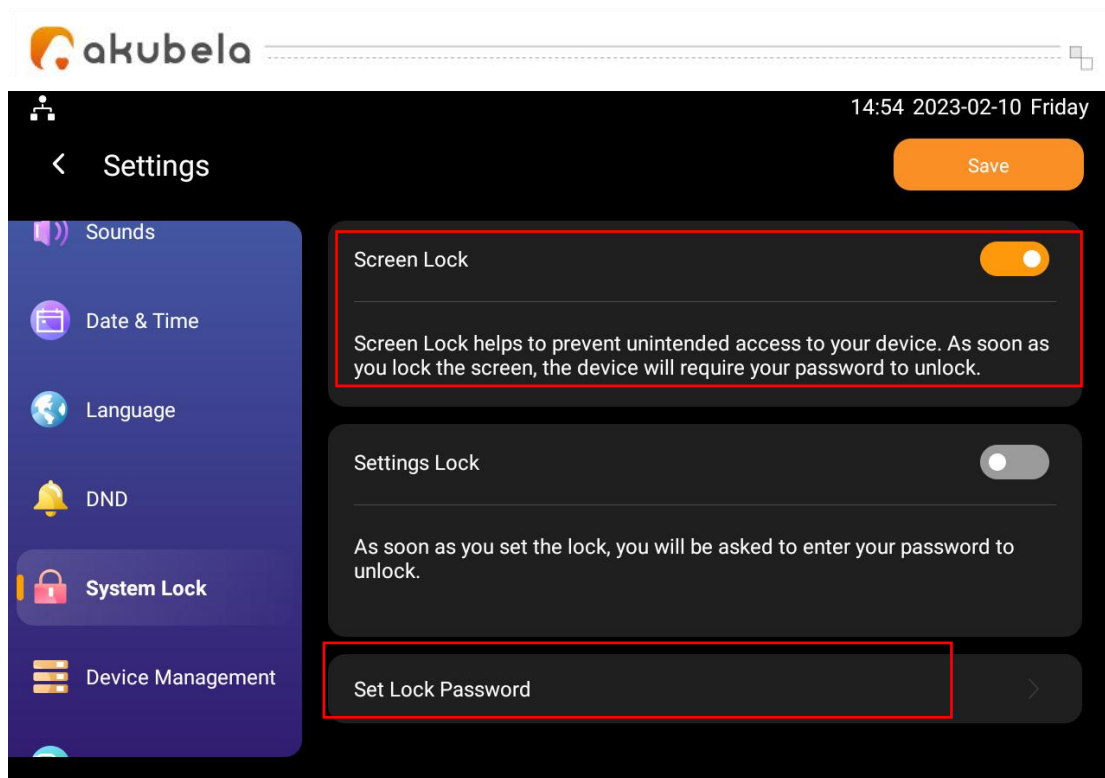 akubela
14:54 2023-02-10 Friday
Settings
Save
Sounds
Date & Time
Language
DND
System Lock
Device Management
Screen Lock
Screen Lock helps to prevent unintended access to your device. As soon as
you lock the screen, the device will require your password to unlock.
Settings Lock
As soon as you set the lock, you will be asked to enter your password to
unlock.
Set Lock Password